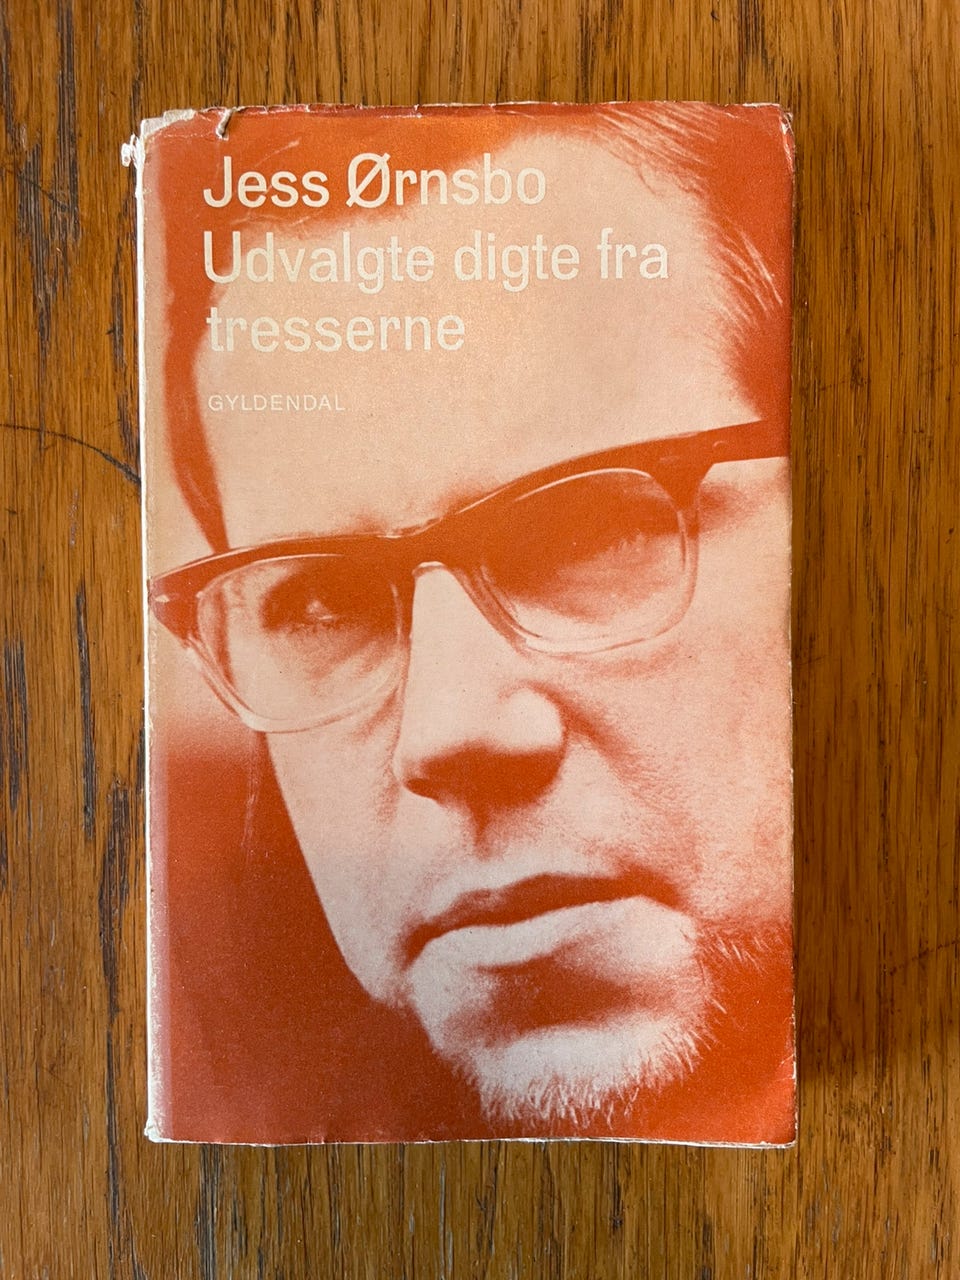 Jess Ørnsbo
Udvalgte digte fra
tresserne
GYLDENDAL